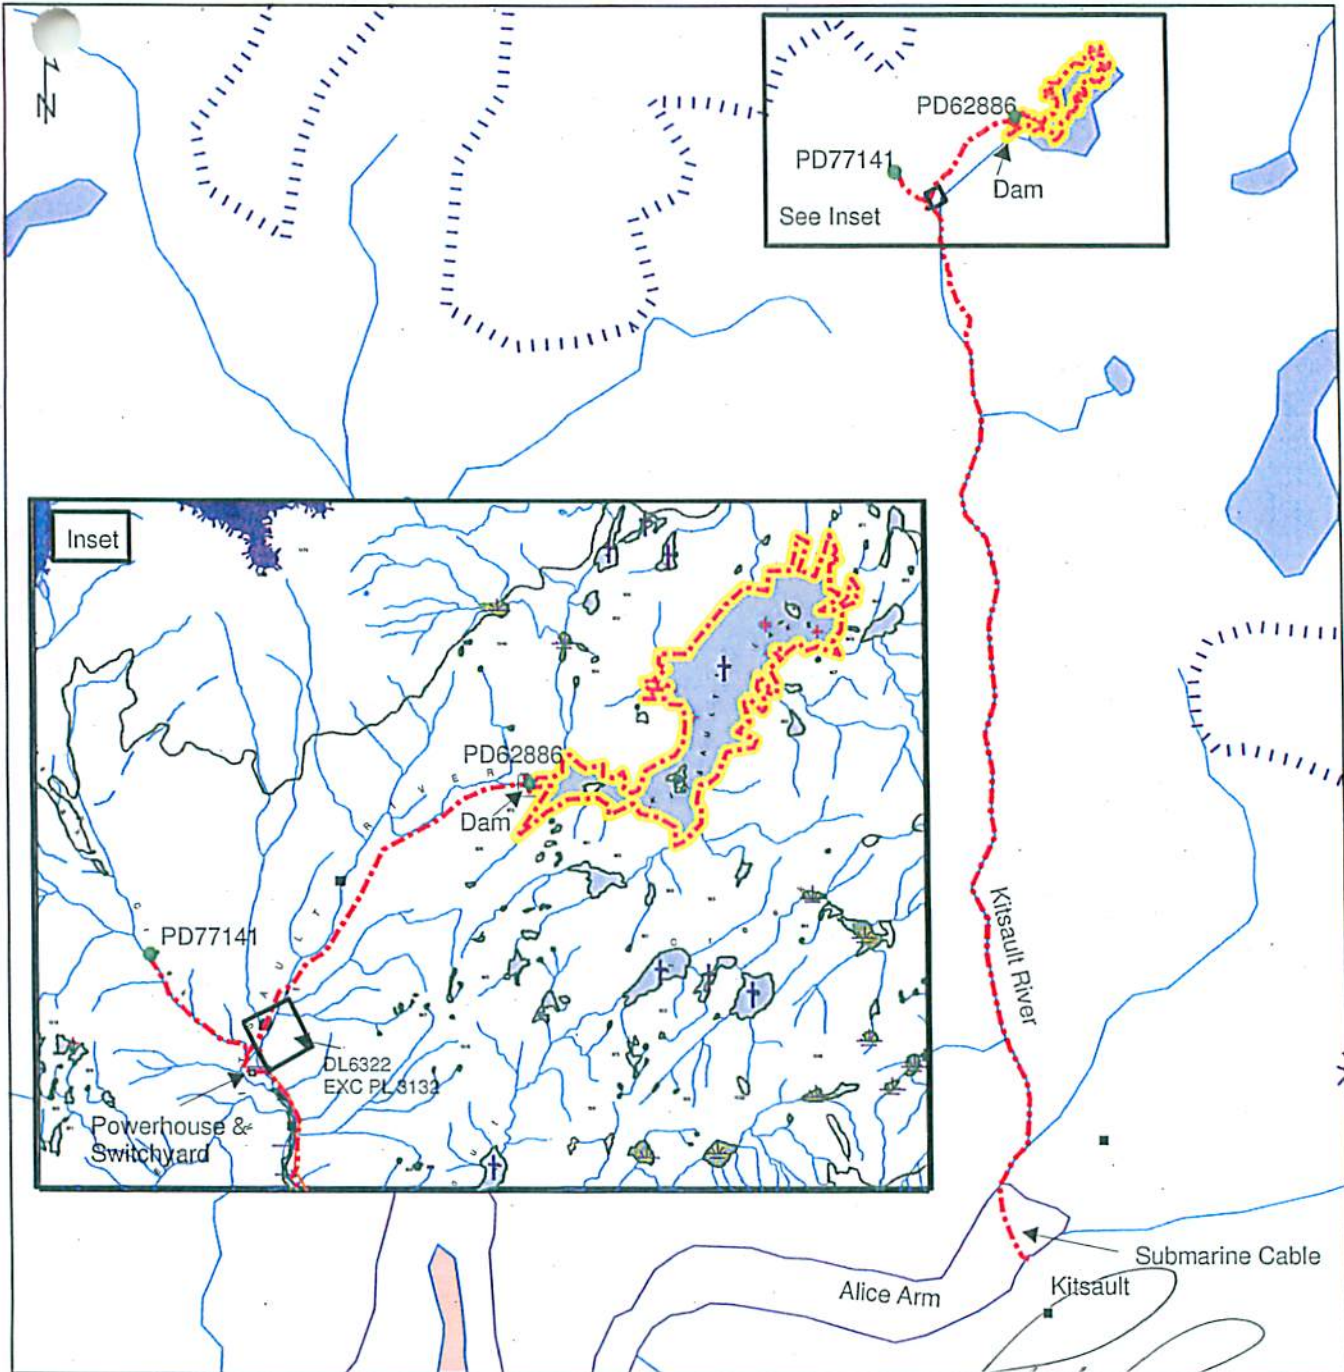 N
PD62886
PD77141
Dam
See Inset
Inset
PD62886
RIVER
Dam
PD77141
DL6322
EXC PL 3132
Powerhouse &
Switchyard
Kitsault River
Submarine Cable
Kitsault
Alice Arm